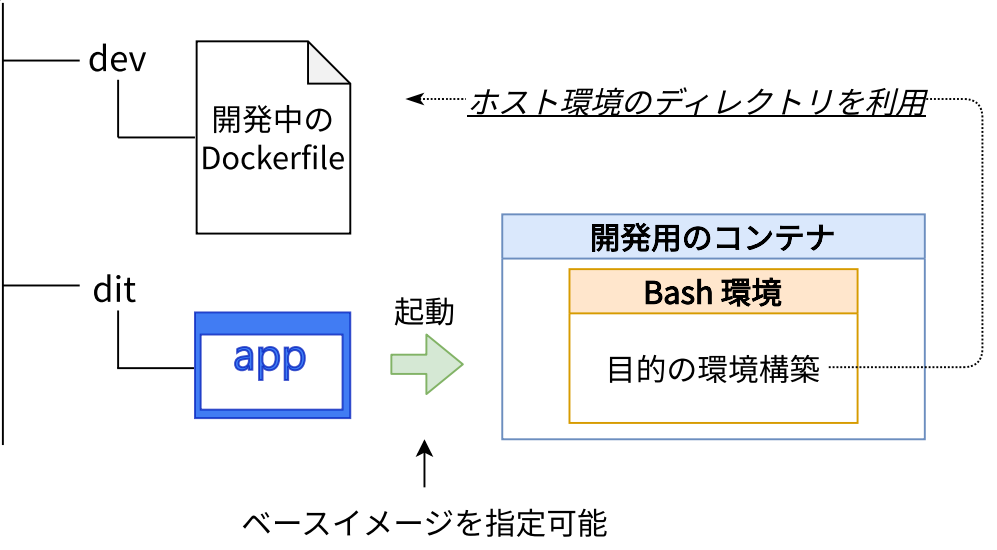 dev
開発中の
Dockerfile
ホスト環境のディレクトリを利用
dit
app
起動
開発用のコンテナ
Bash 環境
目的の環境構築
ベースイメージを指定可能